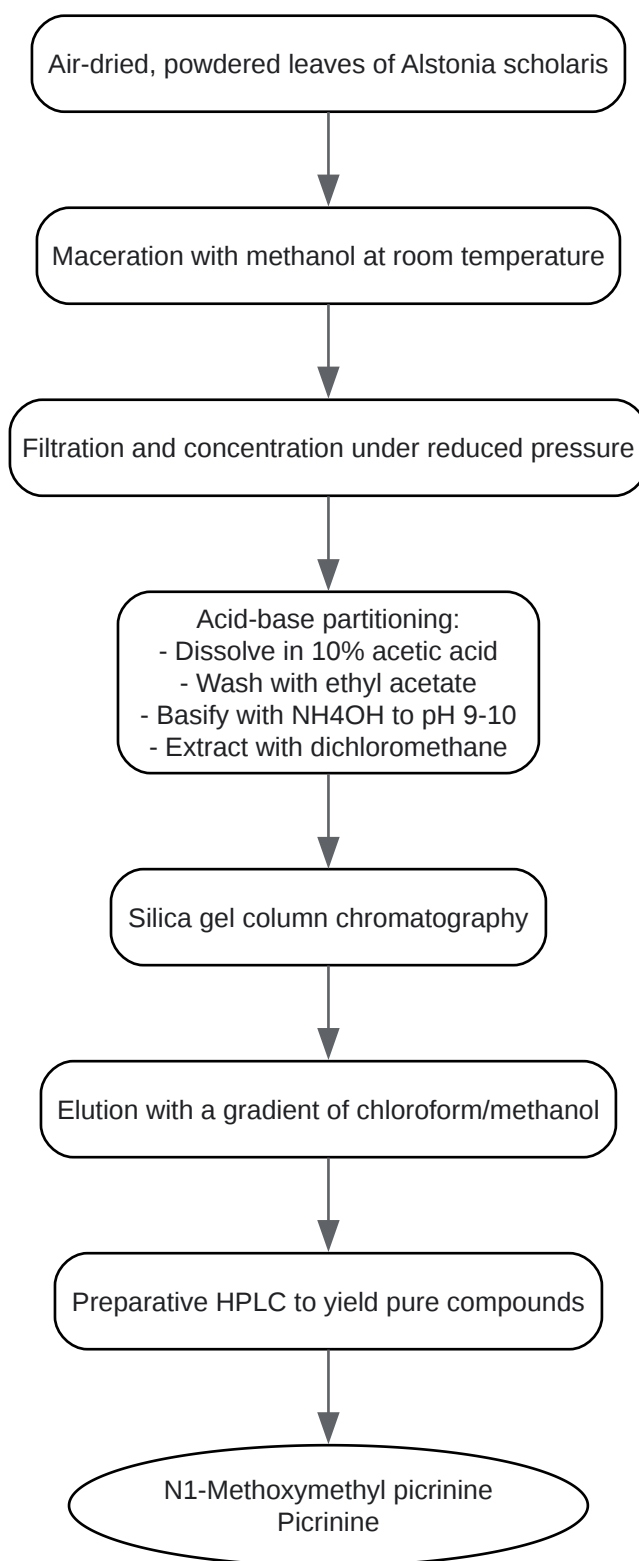 Air-dried, powdered leaves of Alstonia scholaris
Maceration with methanol at room temperature
Filtration and concentration under reduced pressure
Acid-base partitioning:
- Dissolve in 10% acetic acid
- Wash with ethyl acetate
- Basify with NH4OH to pH 9-10
- Extract with dichloromethane
Silica gel column chromatography
Elution with a gradient of chloroform/methanol
Preparative HPLC to yield pure compounds
N1-Methoxymethyl picrinine
Picrinine